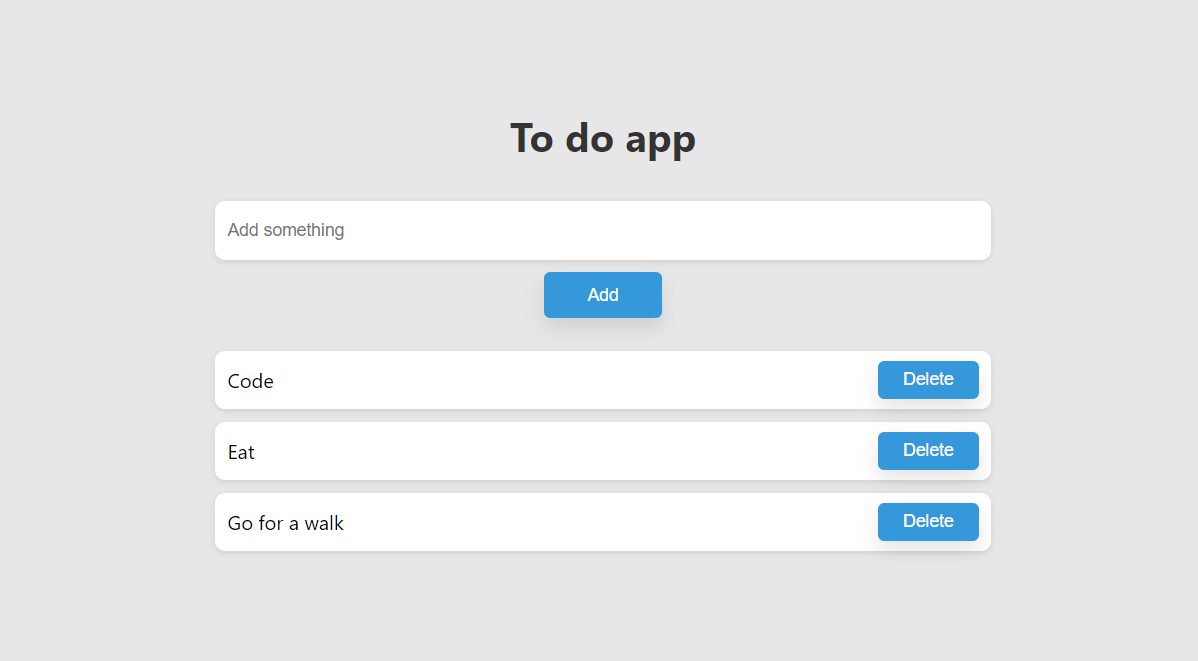 To do app
Add something
Add
Code
Delete
Eat
Delete
Go for a walk
Delete